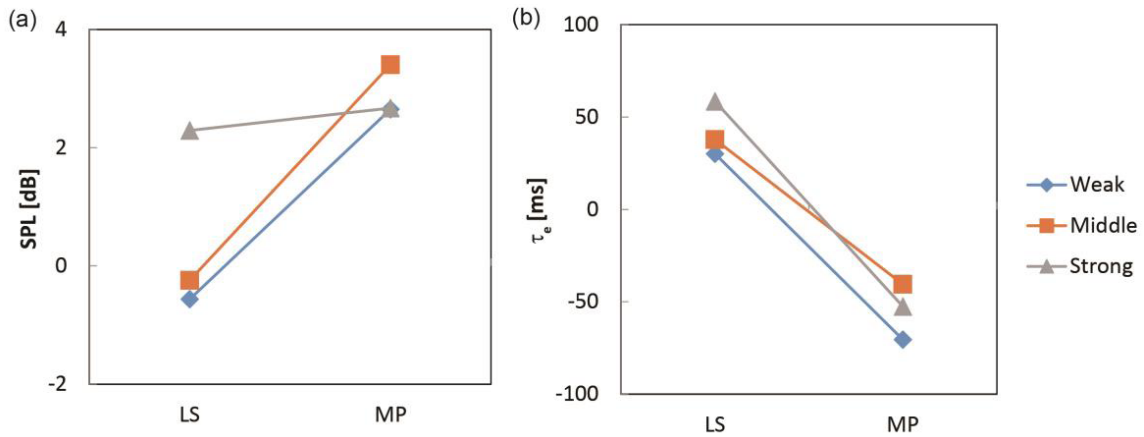 (a)
4
2
0
-2
SPL [dB]
LS MP
(b)
100
50
0
-50
-100
τe [ms]
LS MP
Weak
Middle
Strong